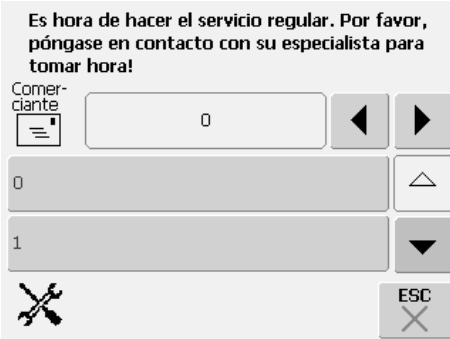 Es hora de hacer el servicio regular. Por favor,
póngase en contacto con su especialista para
tomar hora!
Comer-
ciante
0
0
1
ESC